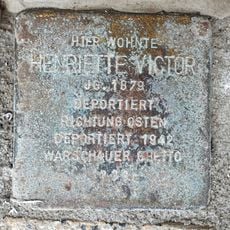 HIER WOHNTE
HENRIETTE VICTOR
JG. 1879
DEPORTIERT
RICHTUNG OSTEN
DEPORTIERT 1942
WARSCHAUER GHETTO